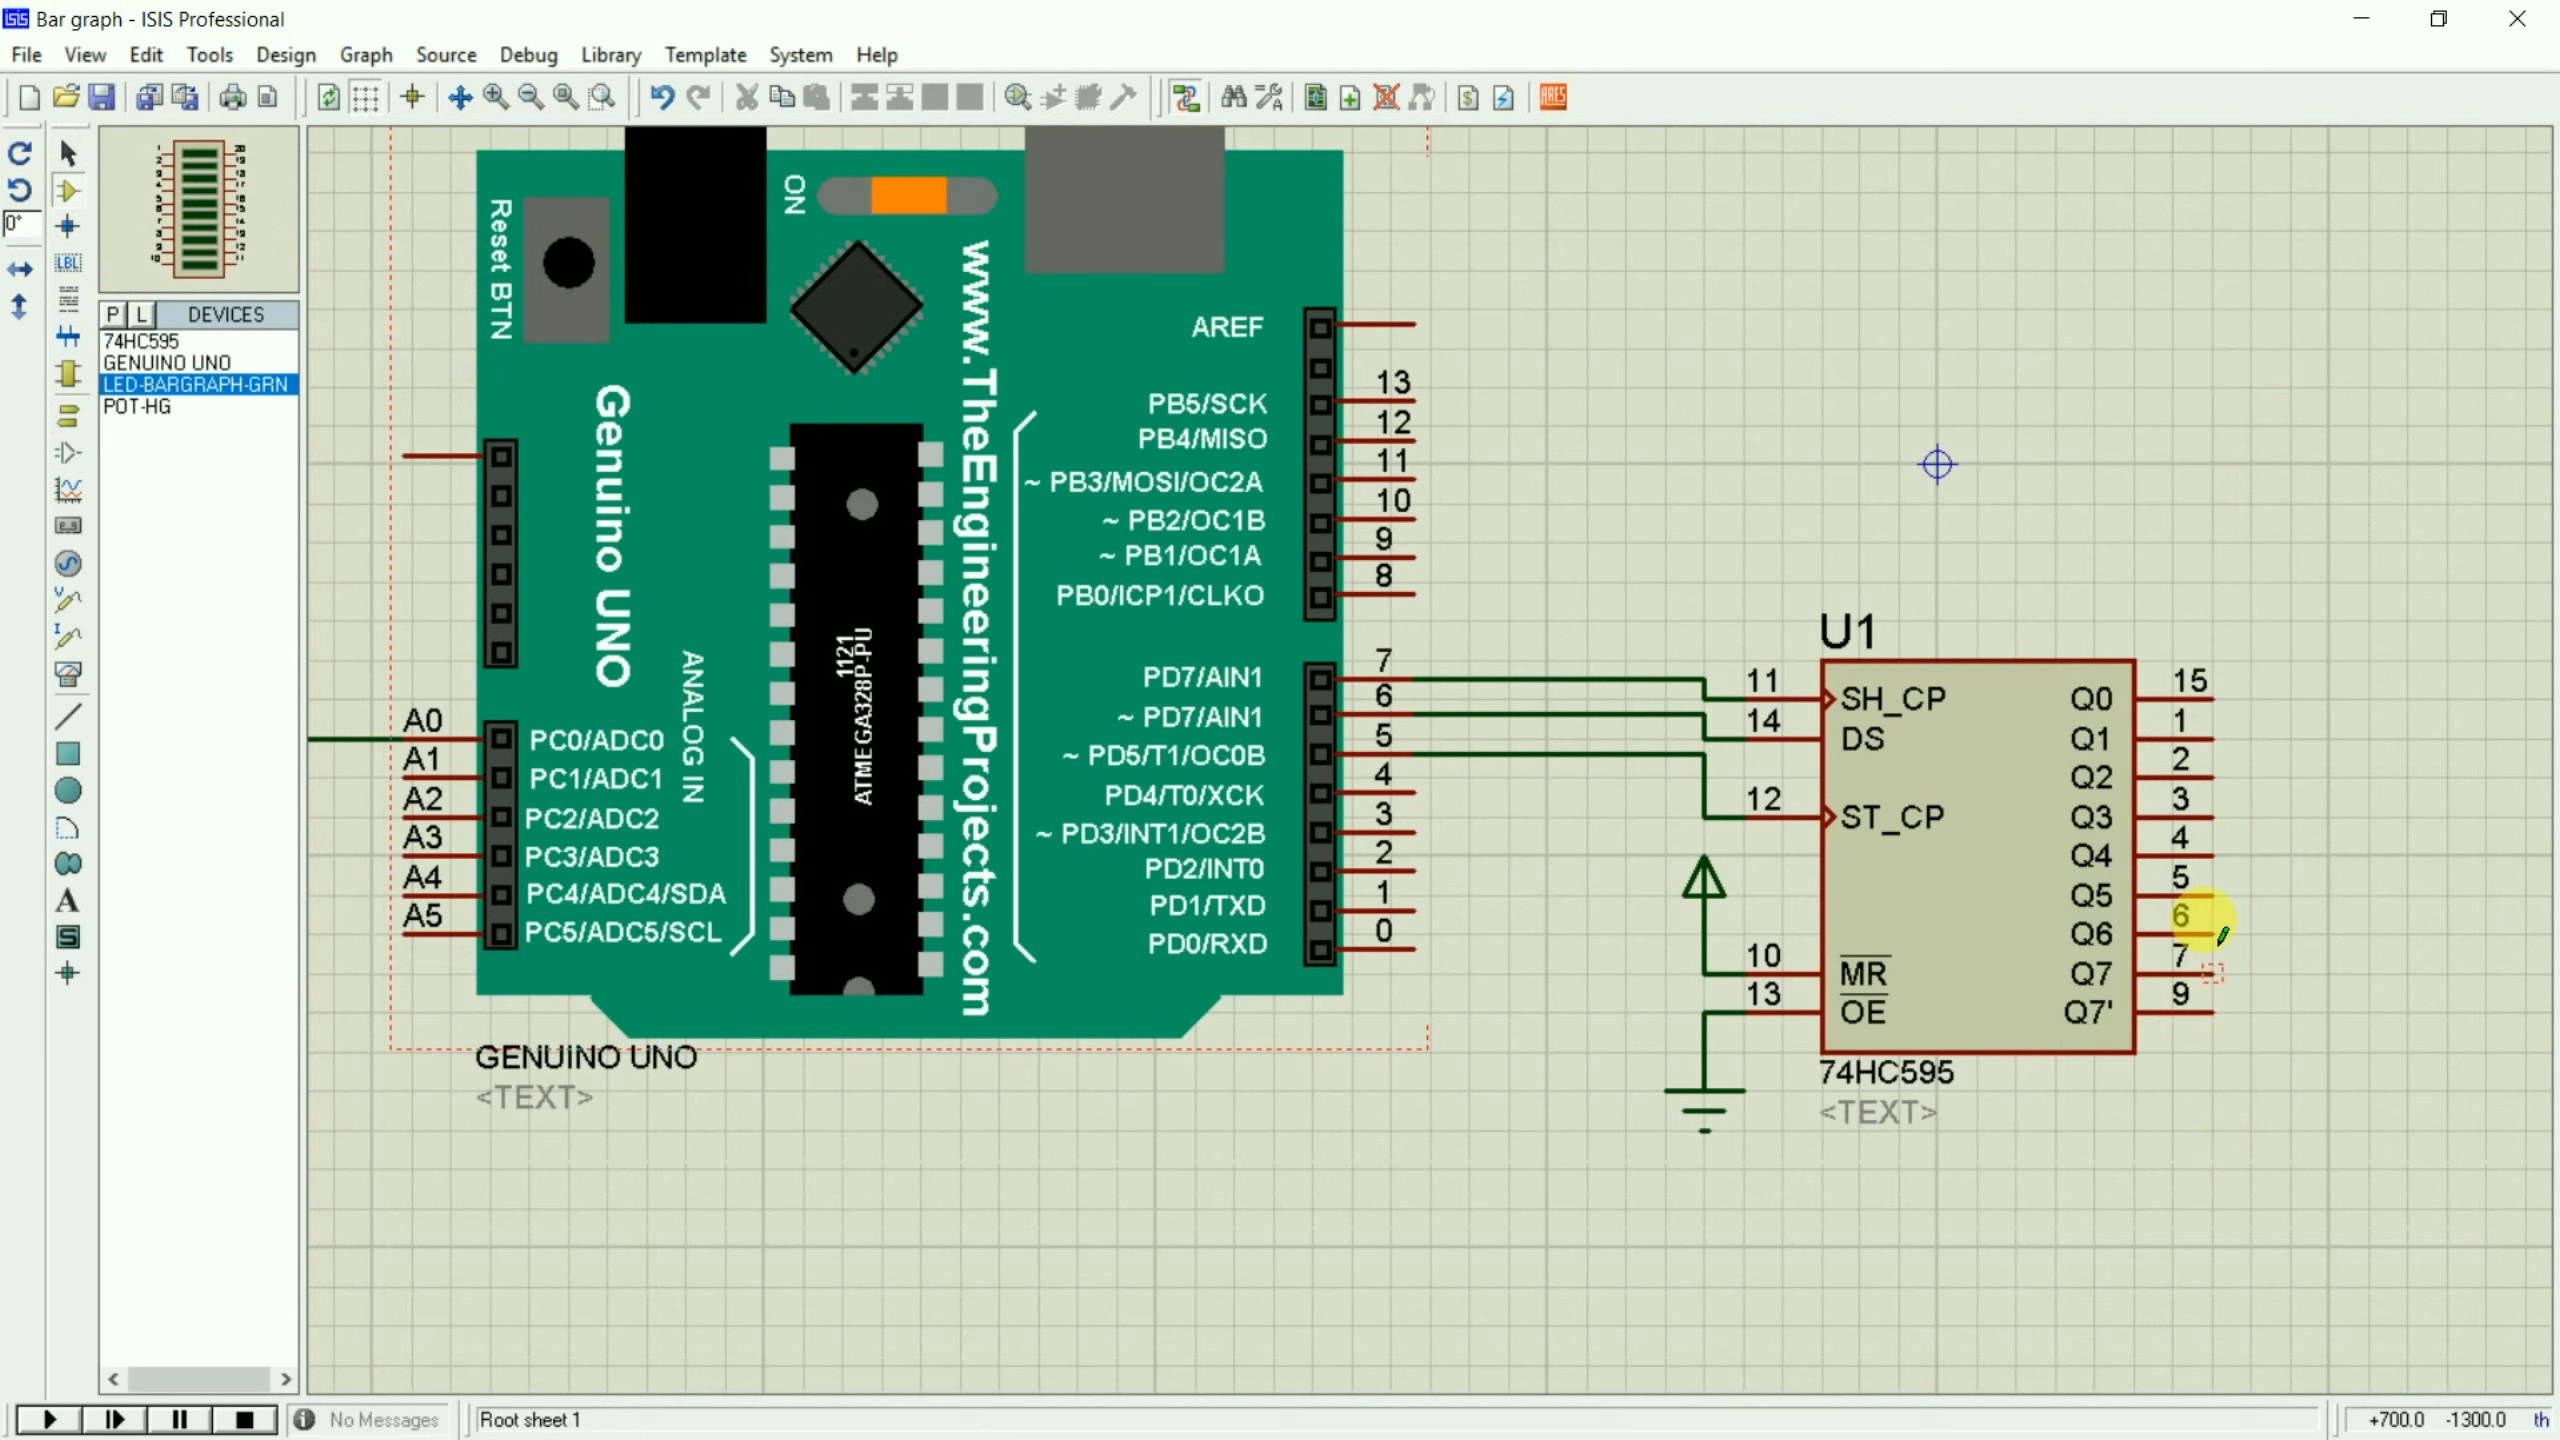 Bar graph - ISIS Professional
File View Edit Tools Design Graph Source Debug Library Template System Help
ARES
0°
LBL
P L DEVICES
74HC595
GENUINO UNO
LED-BARGRAPH-GRN
POT-HG
Reset BTN
ON
www.TheEngineeringProjects.com
Genuino UNO
ANALOG IN
1121
ATMEGA328P-PU
AREF
PB5/SCK 13
PB4/MISO 12
~ PB3/MOSI/OC2A 11
~ PB2/OC1B 10
~ PB1/OC1A 9
PB0/ICP1/CLKO 8
PD7/AIN1 7
~ PD7/AIN1 6
~ PD5/T1/OC0B 5
PD4/T0/XCK 4
~ PD3/INT1/OC2B 3
PD2/INT0 2
PD1/TXD 1
PD0/RXD 0
A0 PC0/ADC0
A1 PC1/ADC1
A2 PC2/ADC2
A3 PC3/ADC3
A4 PC4/ADC4/SDA
A5 PC5/ADC5/SCL
GENUINO UNO
<TEXT>
U1
11 SH_CP Q0 15
14 DS Q1 1
Q2 2
12 ST_CP Q3 3
Q4 4
Q5 5
Q6 6
10 MR Q7 7
13 OE Q7' 9
74HC595
<TEXT>
No Messages
Root sheet 1
+700.0 -1300.0 th